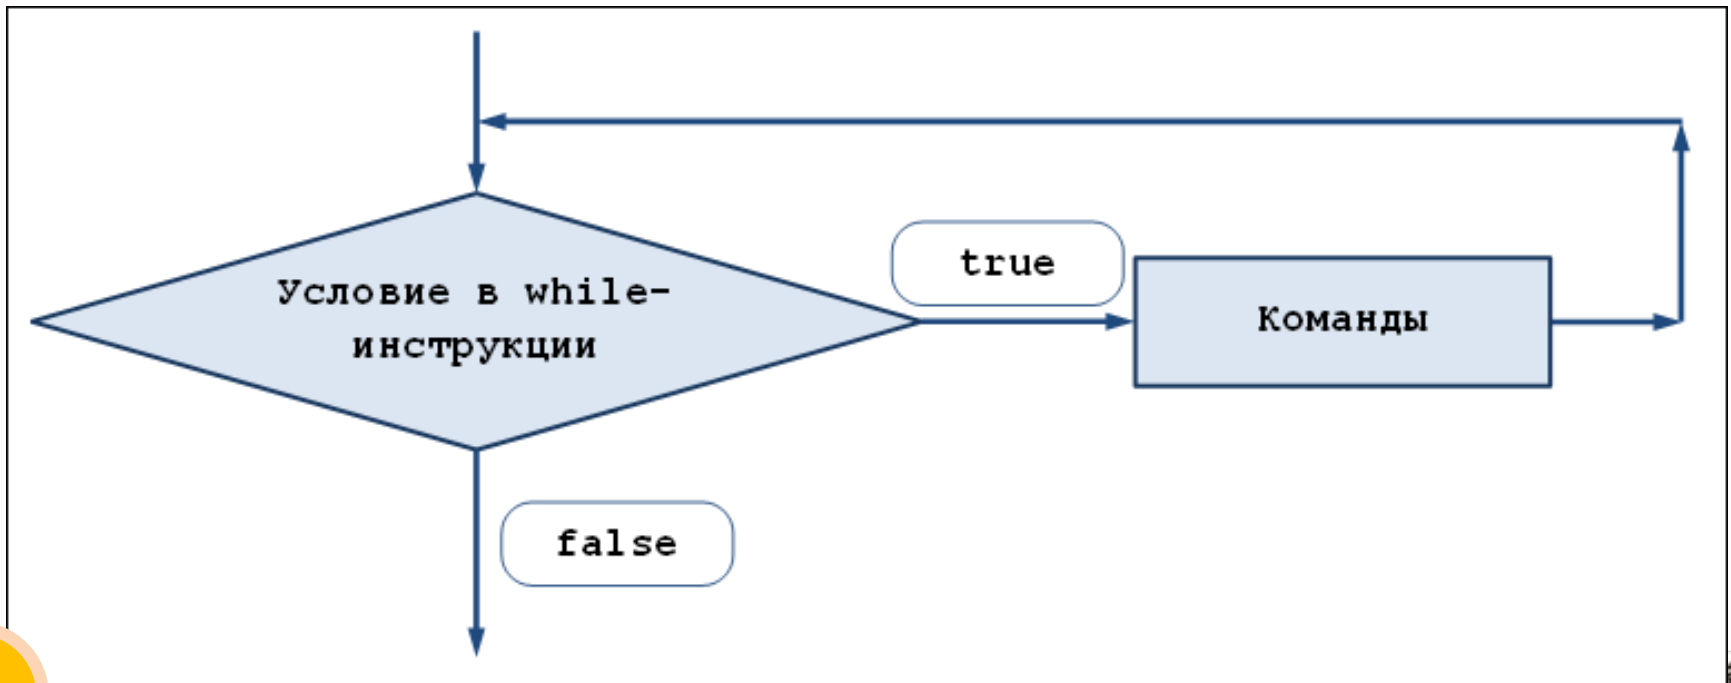 true
Условие в while-
инструкции
Команды
false